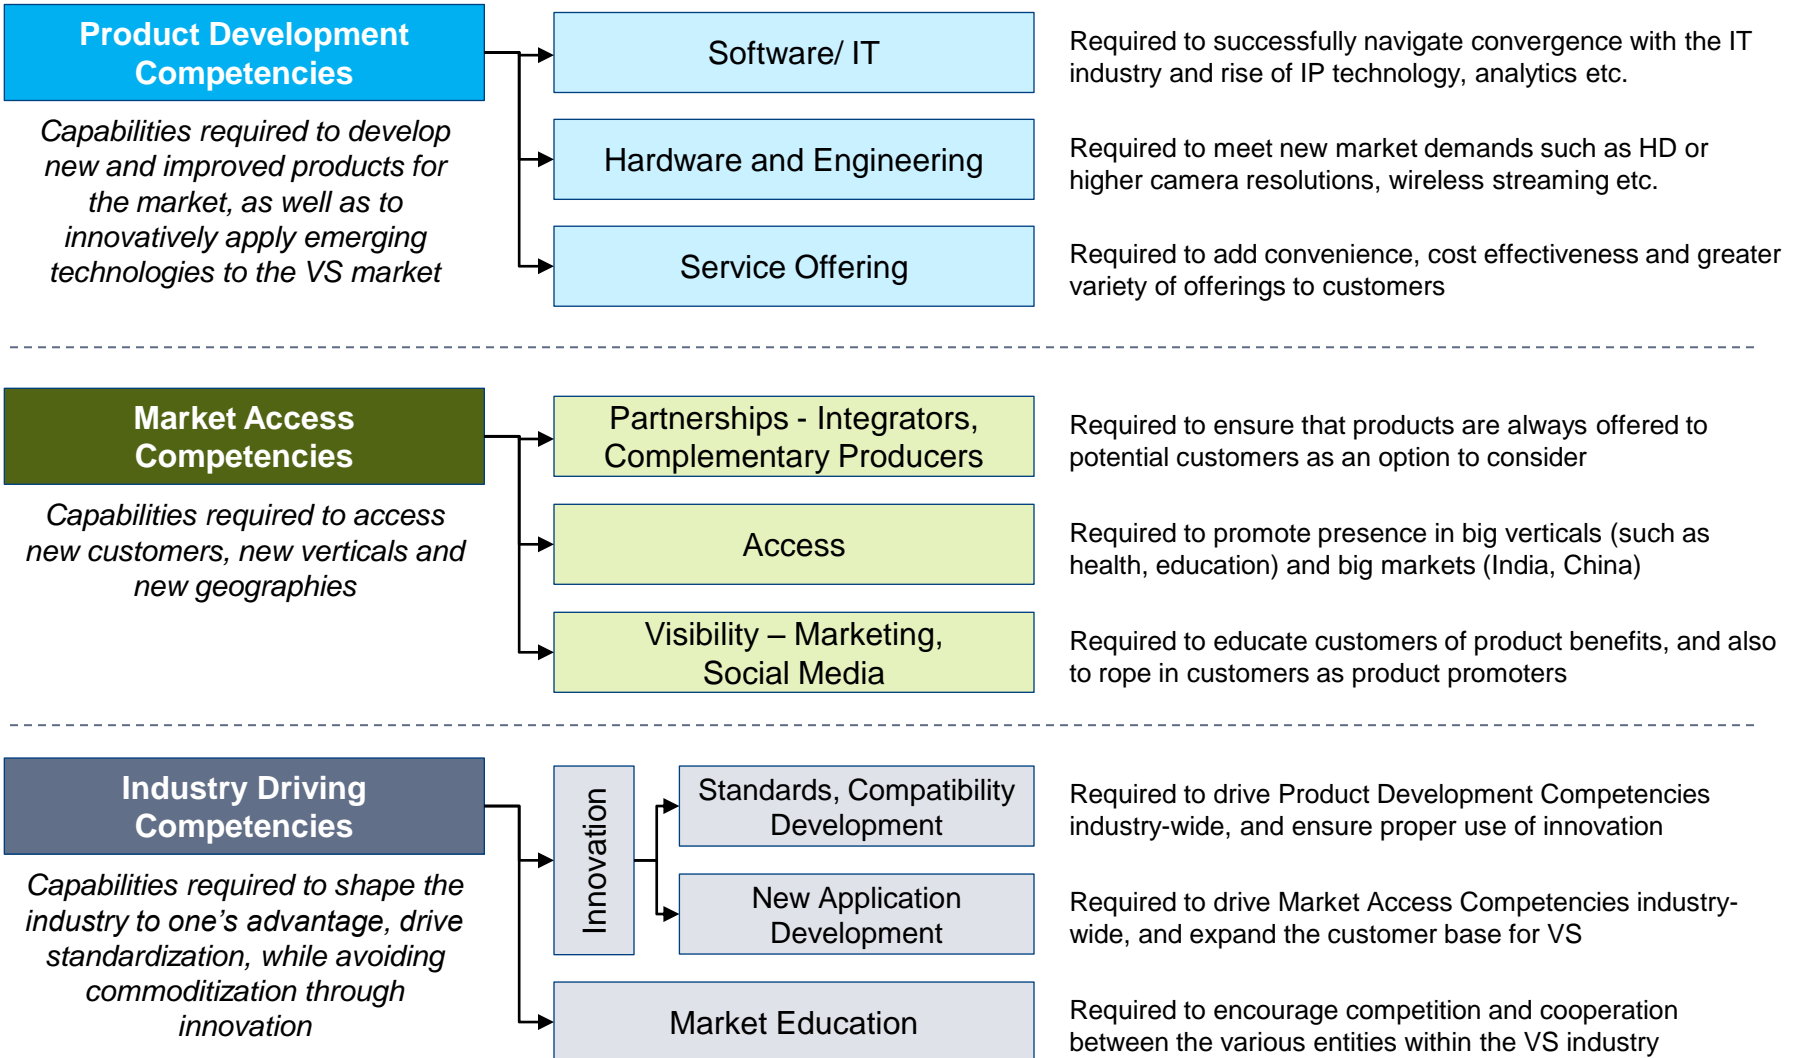 Product Development
Competencies
Capabilities required to develop
new and improved products for
the market, as well as to
innovatively apply emerging
technologies to the VS market
Software/ IT
Required to successfully navigate convergence with the IT
industry and rise of IP technology, analytics etc.
Hardware and Engineering
Required to meet new market demands such as HD or
higher camera resolutions, wireless streaming etc.
Service Offering
Required to add convenience, cost effectiveness and greater
variety of offerings to customers
Market Access
Competencies
Capabilities required to access
new customers, new verticals and
new geographies
Partnerships - Integrators,
Complementary Producers
Required to ensure that products are always offered to
potential customers as an option to consider
Access
Required to promote presence in big verticals (such as
health, education) and big markets (India, China)
Visibility – Marketing,
Social Media
Required to educate customers of product benefits, and also
to rope in customers as product promoters
Industry Driving
Competencies
Capabilities required to shape the
industry to one’s advantage, drive
standardization, while avoiding
commoditization through
innovation
Innovation
Standards, Compatibility
Development
Required to drive Product Development Competencies
industry-wide, and ensure proper use of innovation
New Application
Development
Required to drive Market Access Competencies industry-
wide, and expand the customer base for VS
Market Education
Required to encourage competition and cooperation
between the various entities within the VS industry